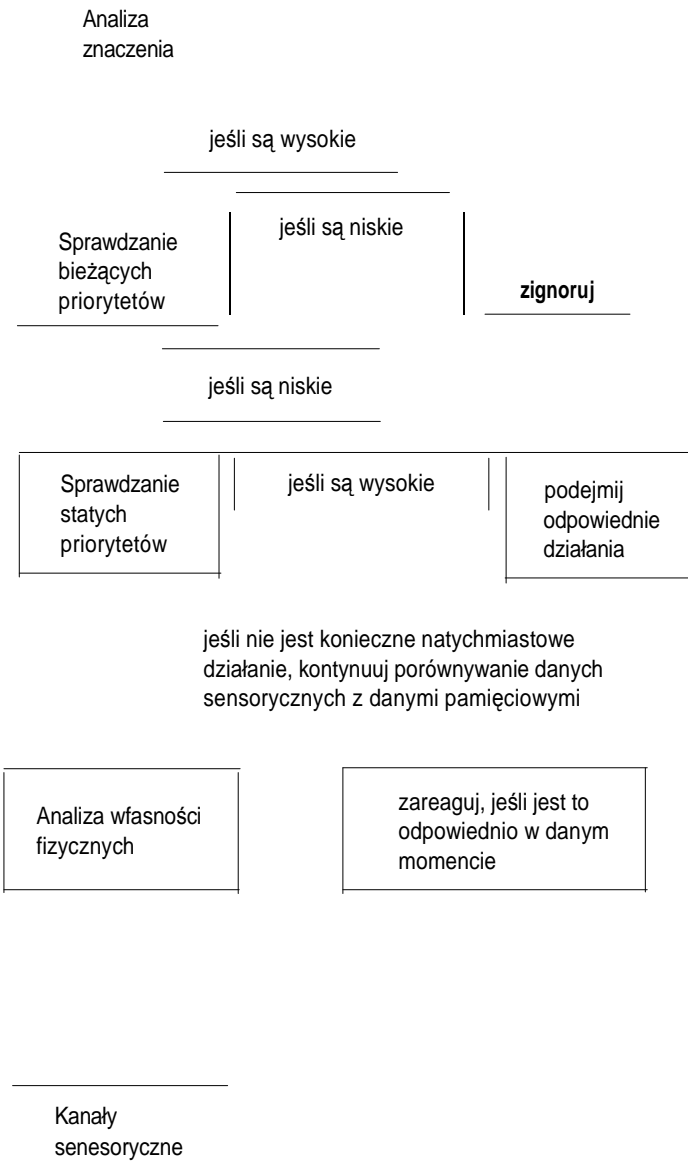 Analiza
znaczenia
jeśli są wysokie
jeśli są niskie
Sprawdzanie
bieżących
priorytetów
zignoruj
jeśli są niskie
Sprawdzanie
statych
priorytetów
jeśli są wysokie
podejmij
odpowiednie
działania
jeśli nie jest konieczne natychmiastowe
działanie, kontynuuj porównywanie danych
sensorycznych z danymi pamięciowymi
Analiza wfasności
fizycznych
zareaguj, jeśli jest to
odpowiednio w danym
momencie
Kanały
senesoryczne